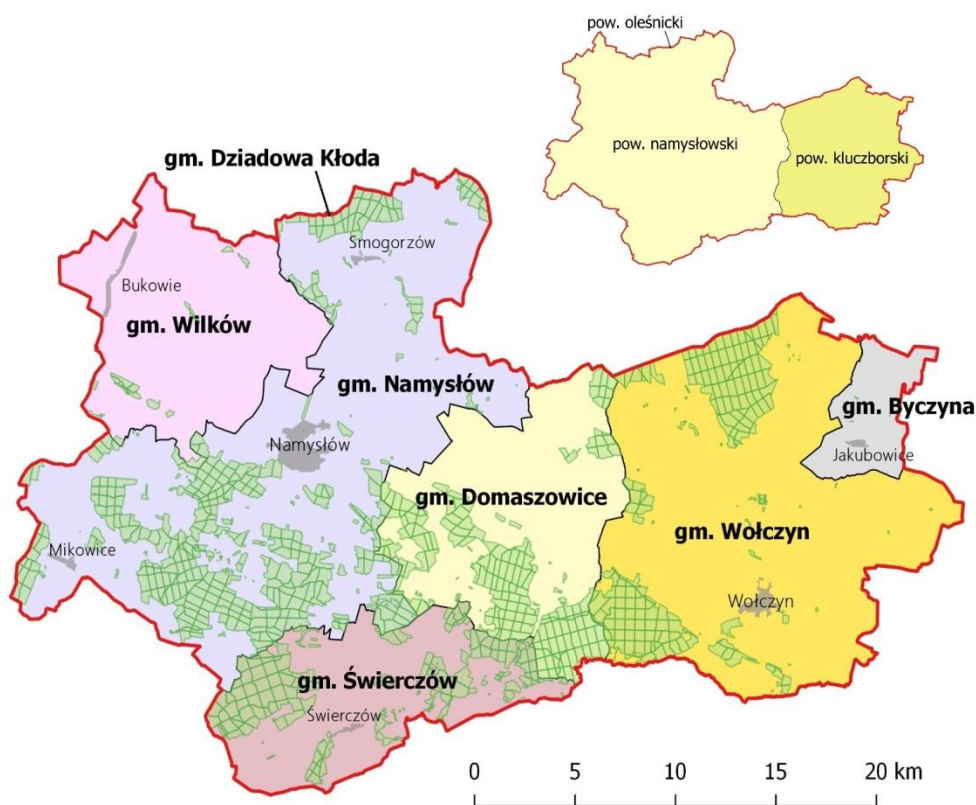 pow. oleśnicki
pow. namysłowski
pow. kluczborski
gm. Dziadowa Kłoda
Smogorzów
Bukowie
gm. Wilków
gm. Namysłów
gm. Byczyna
Namysłów
Jakubowice
gm. Domaszowice
gm. Wołczyn
Mikowice
Wołczyn
gm. Świerczów
Świerczów
0 5 10 15 20 km